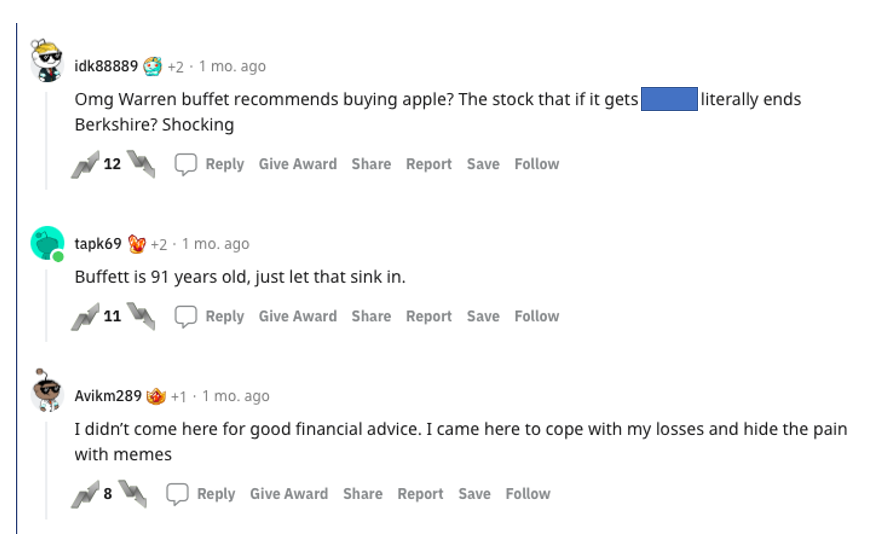 idk88889 +2 · 1 mo. ago
Omg Warren buffet recommends buying apple? The stock that if it gets literally ends
Berkshire? Shocking
12 Reply Give Award Share Report Save Follow
tapk69 +2 · 1 mo. ago
Buffett is 91 years old, just let that sink in.
11 Reply Give Award Share Report Save Follow
Avikm289 +1 · 1 mo. ago
I didn’t come here for good financial advice. I came here to cope with my losses and hide the pain
with memes
8 Reply Give Award Share Report Save Follow